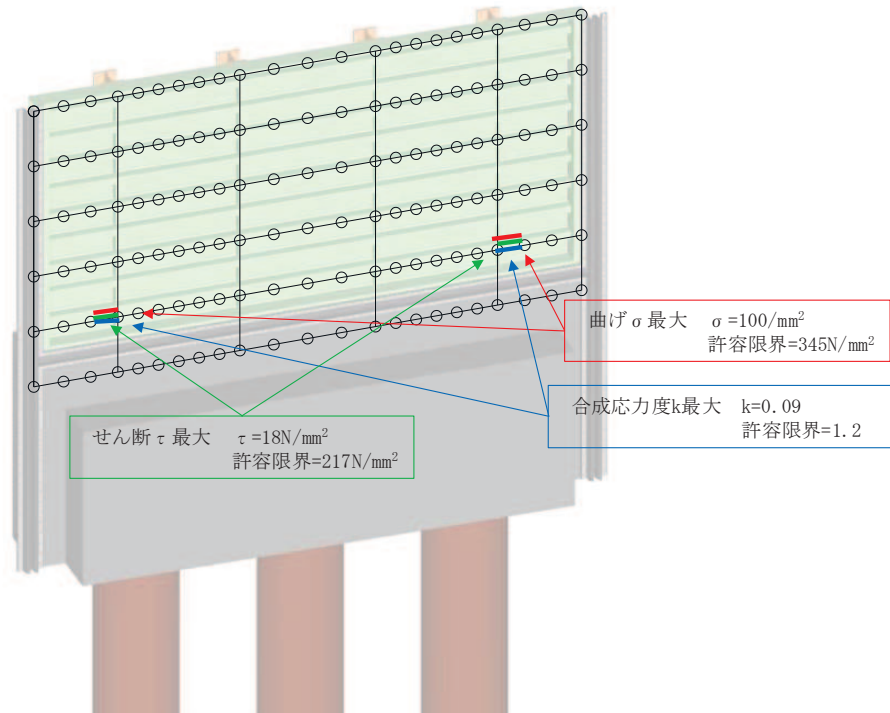 曲げσ最大 σ=100/mm²
許容限界=345N/mm²
合成応力度k最大 k=0.09
許容限界=1.2
せん断τ最大 τ=18N/mm²
許容限界=217N/mm²